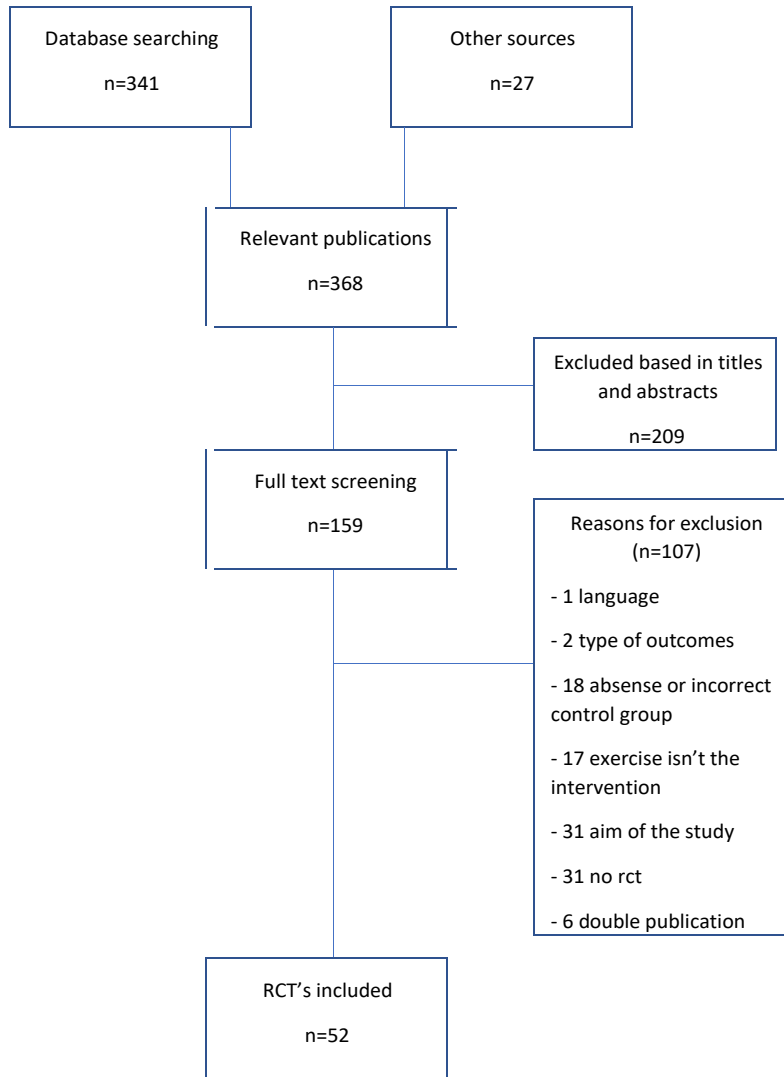 Database searching
n=341
Other sources
n=27
Relevant publications
n=368
Excluded based in titles
and abstracts
n=209
Full text screening
n=159
Reasons for exclusion
(n=107)
- 1 language
- 2 type of outcomes
- 18 absense or incorrect
control group
- 17 exercise isn’t the
intervention
- 31 aim of the study
- 31 no rct
- 6 double publication
RCT’s included
n=52